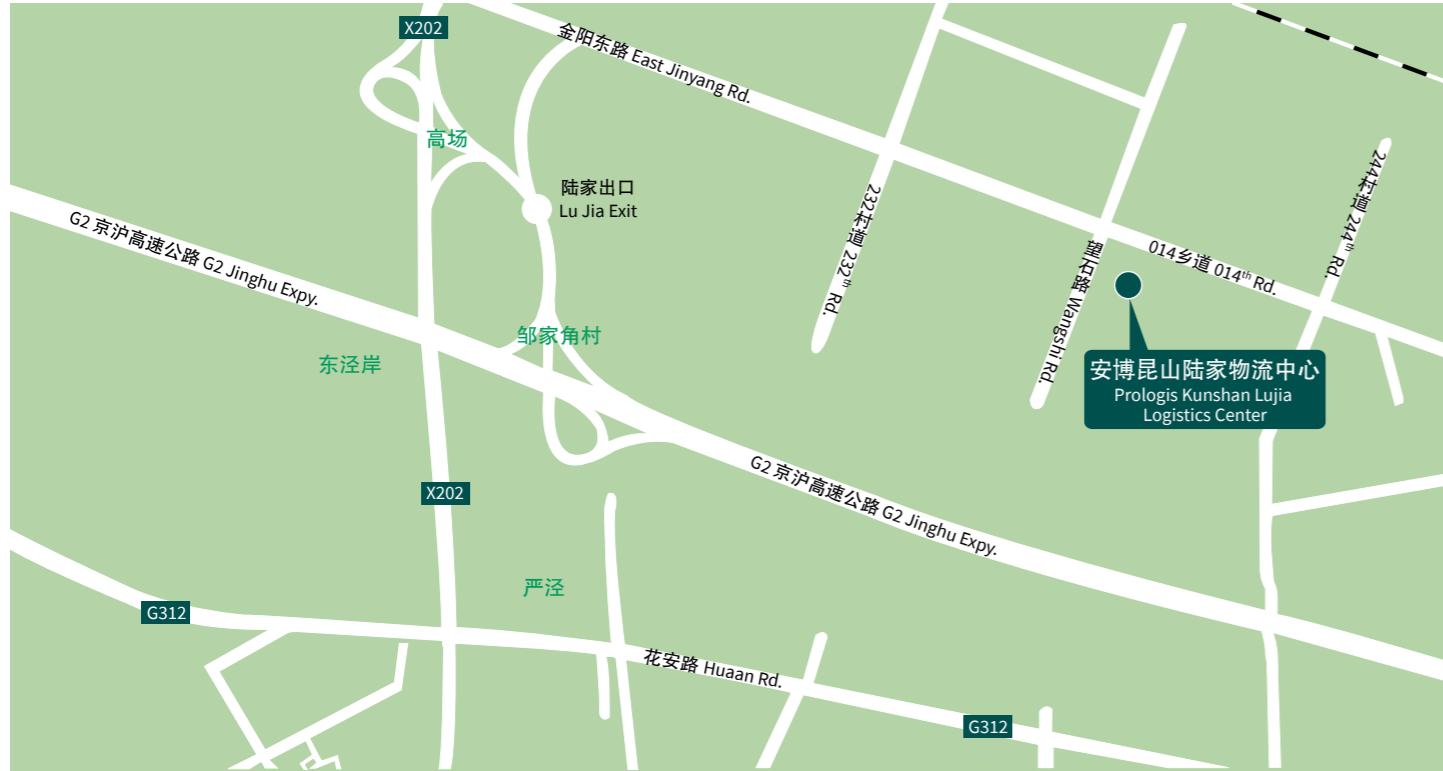 X202
金阳东路 East Jinyang Rd.
高场
陆家出口
Lu Jia Exit
232村道 232th Rd.
244村道 244th Rd.
G2 京沪高速公路 G2 Jinghu Expy.
望石路 Wangshi Rd.
014乡道 014th Rd.
邹家角村
东泾岸
安博昆山陆家物流中心
Prologis Kunshan Lujia
Logistics Center
X202
G2 京沪高速公路 G2 Jinghu Expy.
严泾
G312
花安路 Huaan Rd.
G312